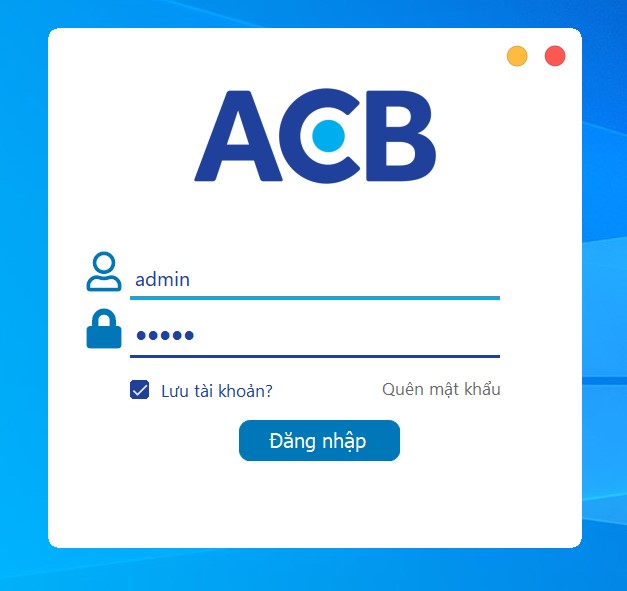 ACB
admin
•••••
Lưu tài khoản?
Quên mật khẩu
Đăng nhập